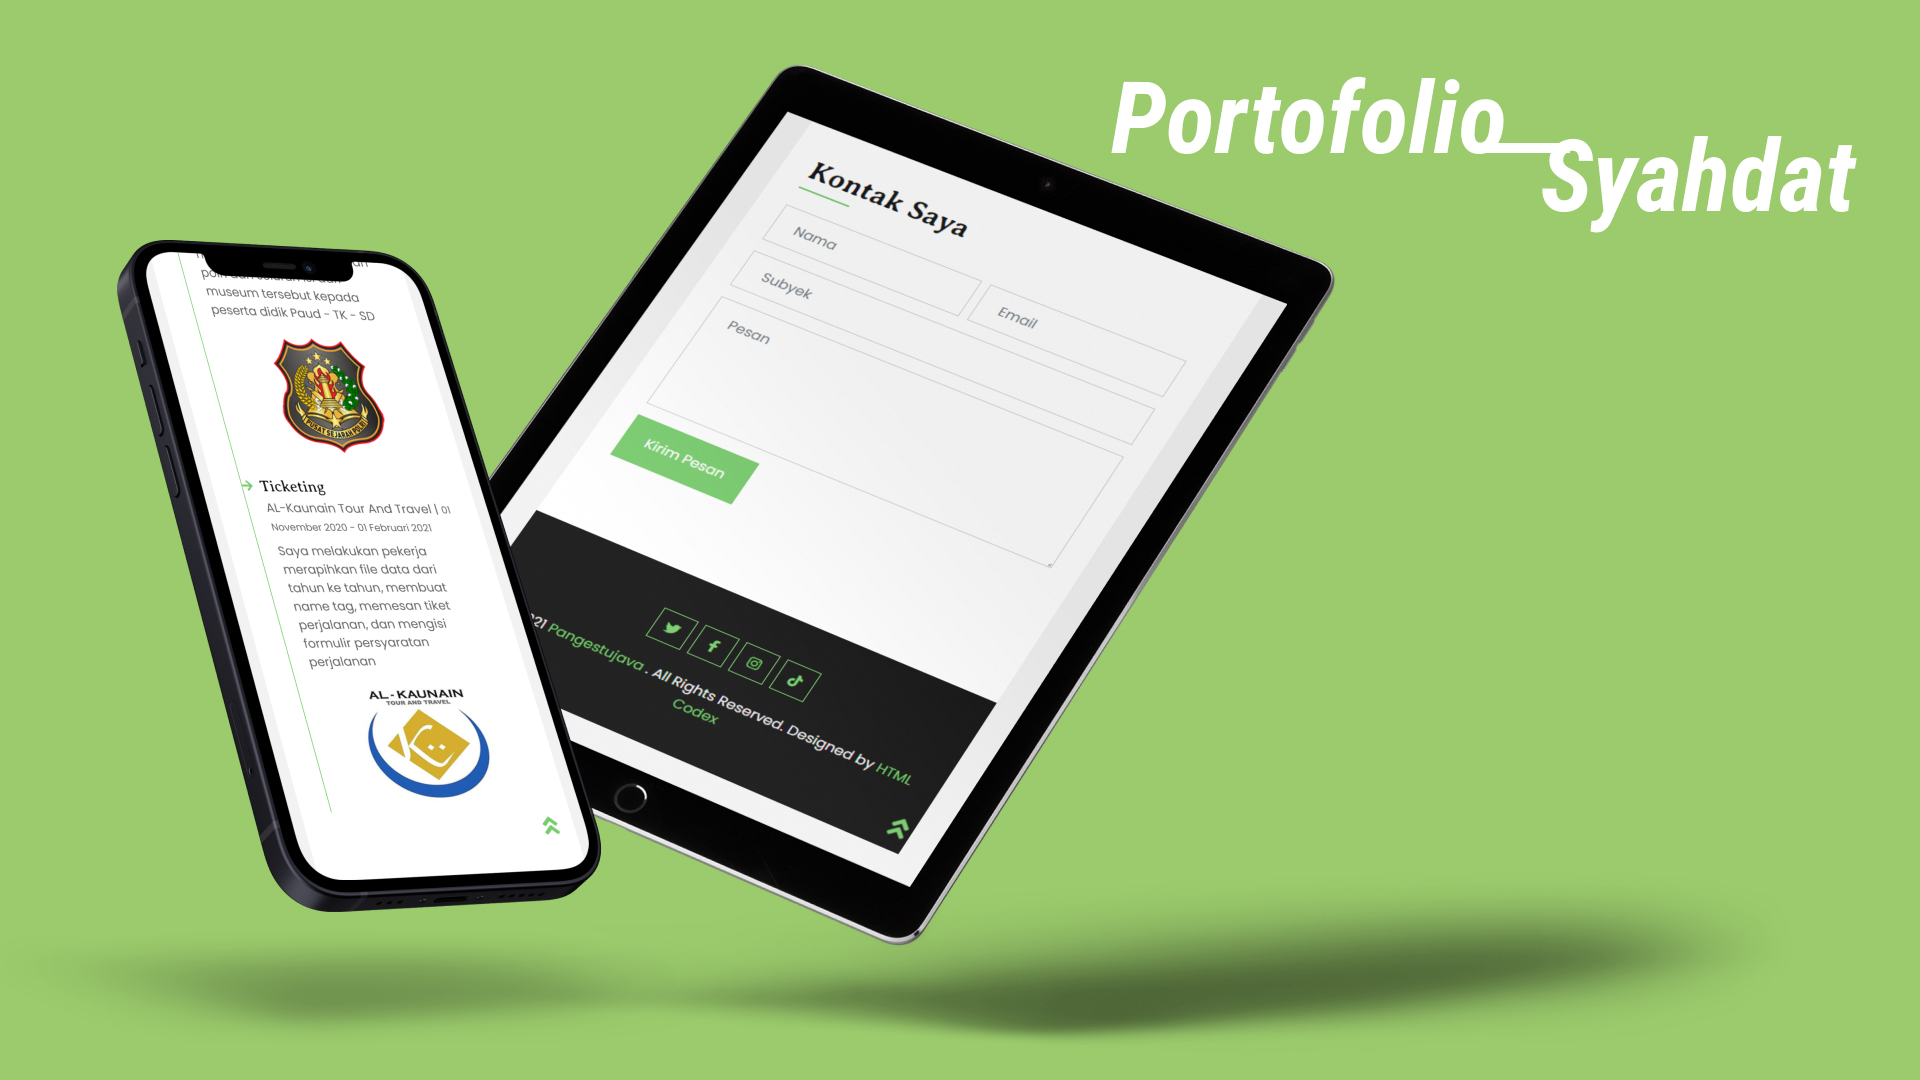 Portofolio_
Syahdat
museum tersebut kepada
peserta didik Paud - TK - SD
PUSAT SEJARAH POLRI
Ticketing
AL-Kaunain Tour And Travel | 01
November 2020 - 01 Februari 2021
Saya melakukan pekerja
merapihkan file data dari
tahun ke tahun, membuat
name tag, memesan tiket
perjalanan, dan mengisi
formulir persyaratan
perjalanan
AL-KAUNAIN
TOUR AND TRAVEL
Kontak Saya
Nama
Email
Subyek
Pesan
Kirim Pesan
21 Pangestujava . All Rights Reserved. Designed by HTML
Codex